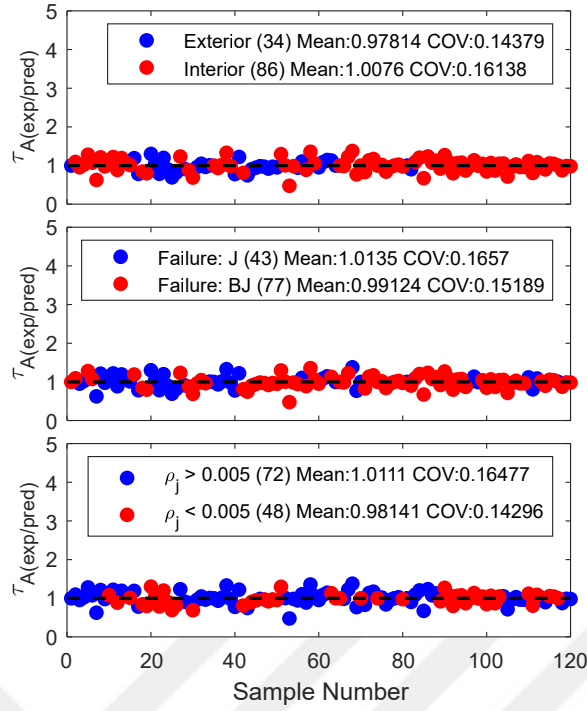 5
4
3
2
1
0
τA(exp/pred)
Exterior (34) Mean:0.97814 COV:0.14379
Interior (86) Mean:1.0076 COV:0.16138
5
4
3
2
1
0
τA(exp/pred)
Failure: J (43) Mean:1.0135 COV:0.1657
Failure: BJ (77) Mean:0.99124 COV:0.15189
5
4
3
2
1
0
τA(exp/pred)
ρj > 0.005 (72) Mean:1.0111 COV:0.16477
ρj < 0.005 (48) Mean:0.98141 COV:0.14296
0 20 40 60 80 100 120
Sample Number